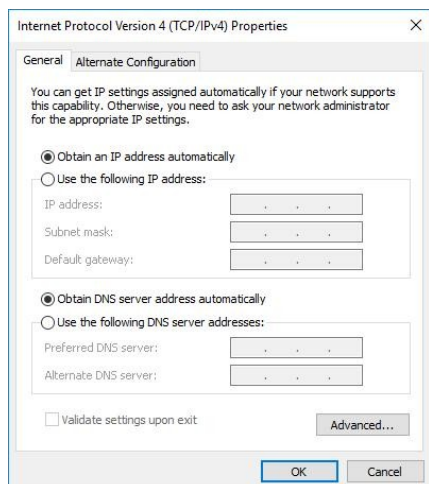 Internet Protocol Version 4 (TCP/IPv4) Properties
General
Alternate Configuration
You can get IP settings assigned automatically if your network supports
this capability. Otherwise, you need to ask your network administrator
for the appropriate IP settings.
Obtain an IP address automatically
Use the following IP address:
IP address:
Subnet mask:
Default gateway:
Obtain DNS server address automatically
Use the following DNS server addresses:
Preferred DNS server:
Alternate DNS server:
Validate settings upon exit
Advanced...
OK
Cancel